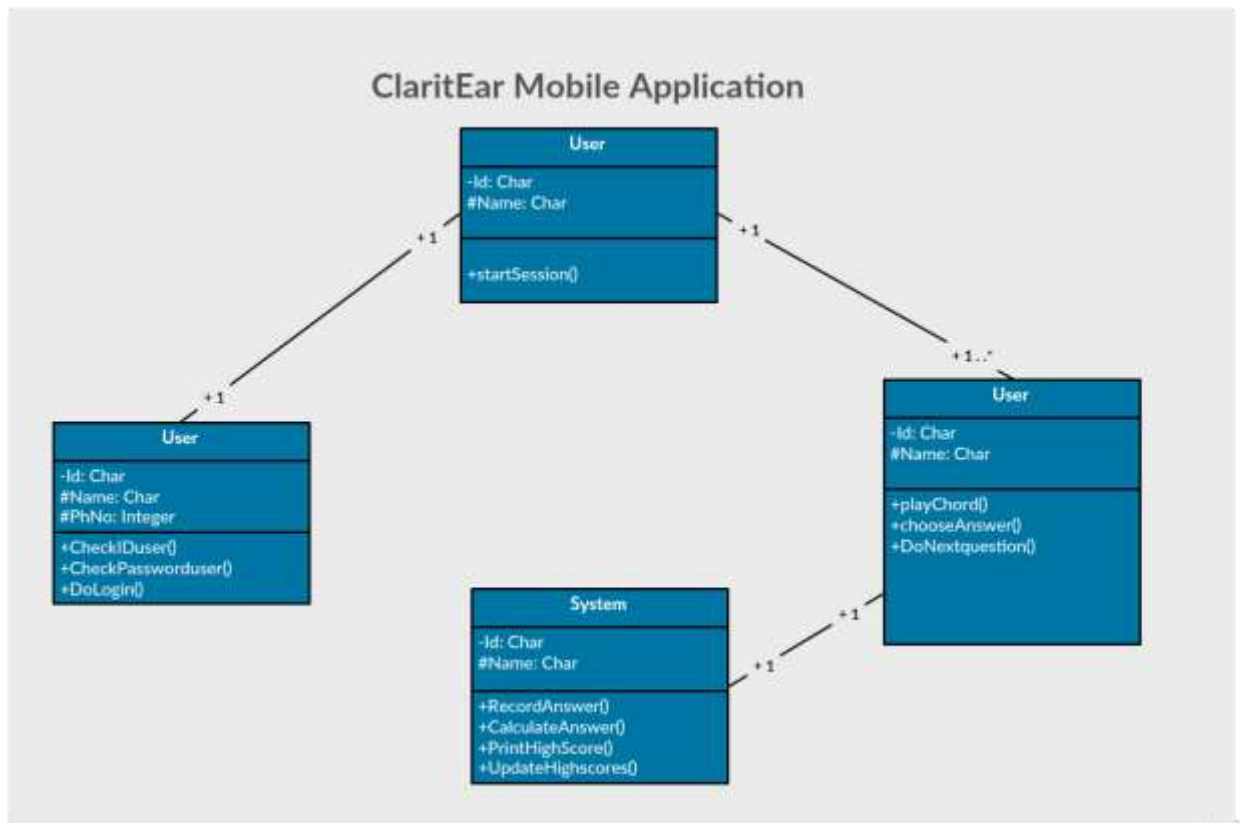 ClaritEar Mobile Application
User
-Id: Char
#Name: Char
+startSession()
+1
+1
+1
+1..*
User
-Id: Char
#Name: Char
#PhNo: Integer
+CheckIDuser()
+CheckPassworduser()
+DoLogin()
User
-Id: Char
#Name: Char
+playChord()
+chooseAnswer()
+DoNextquestion()
+1
+1
System
-Id: Char
#Name: Char
+RecordAnswer()
+CalculateAnswer()
+PrintHighScore()
+UpdateHighscores()